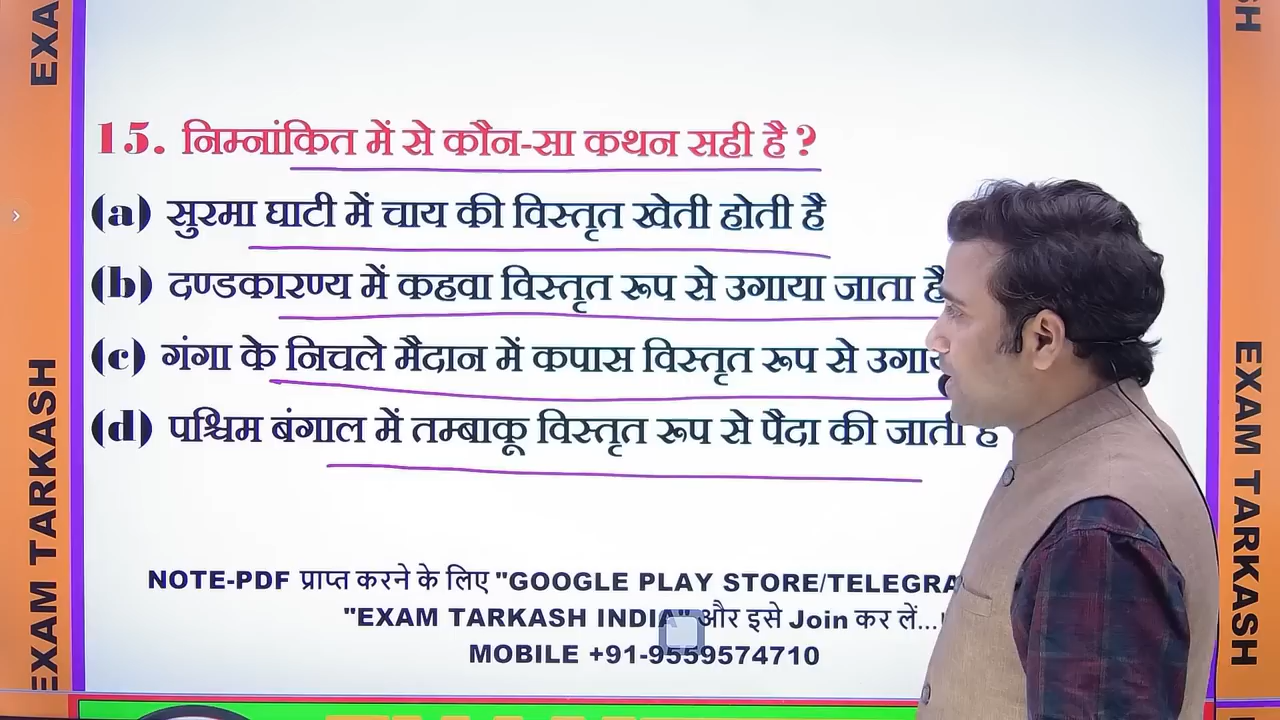 EXA
EXAM TARKASH
SH
EXAM TARKASH
15. निम्नांकित में से कौन-सा कथन सही है ?
(a) सुरमा घाटी में चाय की विस्तृत खेती होती है
(b) दण्डकारण्य में कहवा विस्तृत रूप से उगाया जाता है
(c) गंगा के निचले मैदान में कपास विस्तृत रूप से
(d) पश्चिम बंगाल में तम्बाकू विस्तृत रूप से पैदा की जाती है
NOTE-PDF प्राप्त करने के लिए "GOOGLE PLAY STORE/
"EXAM TARKASH INDIA" और इसे Join कर लें...
MOBILE +91-9559574710